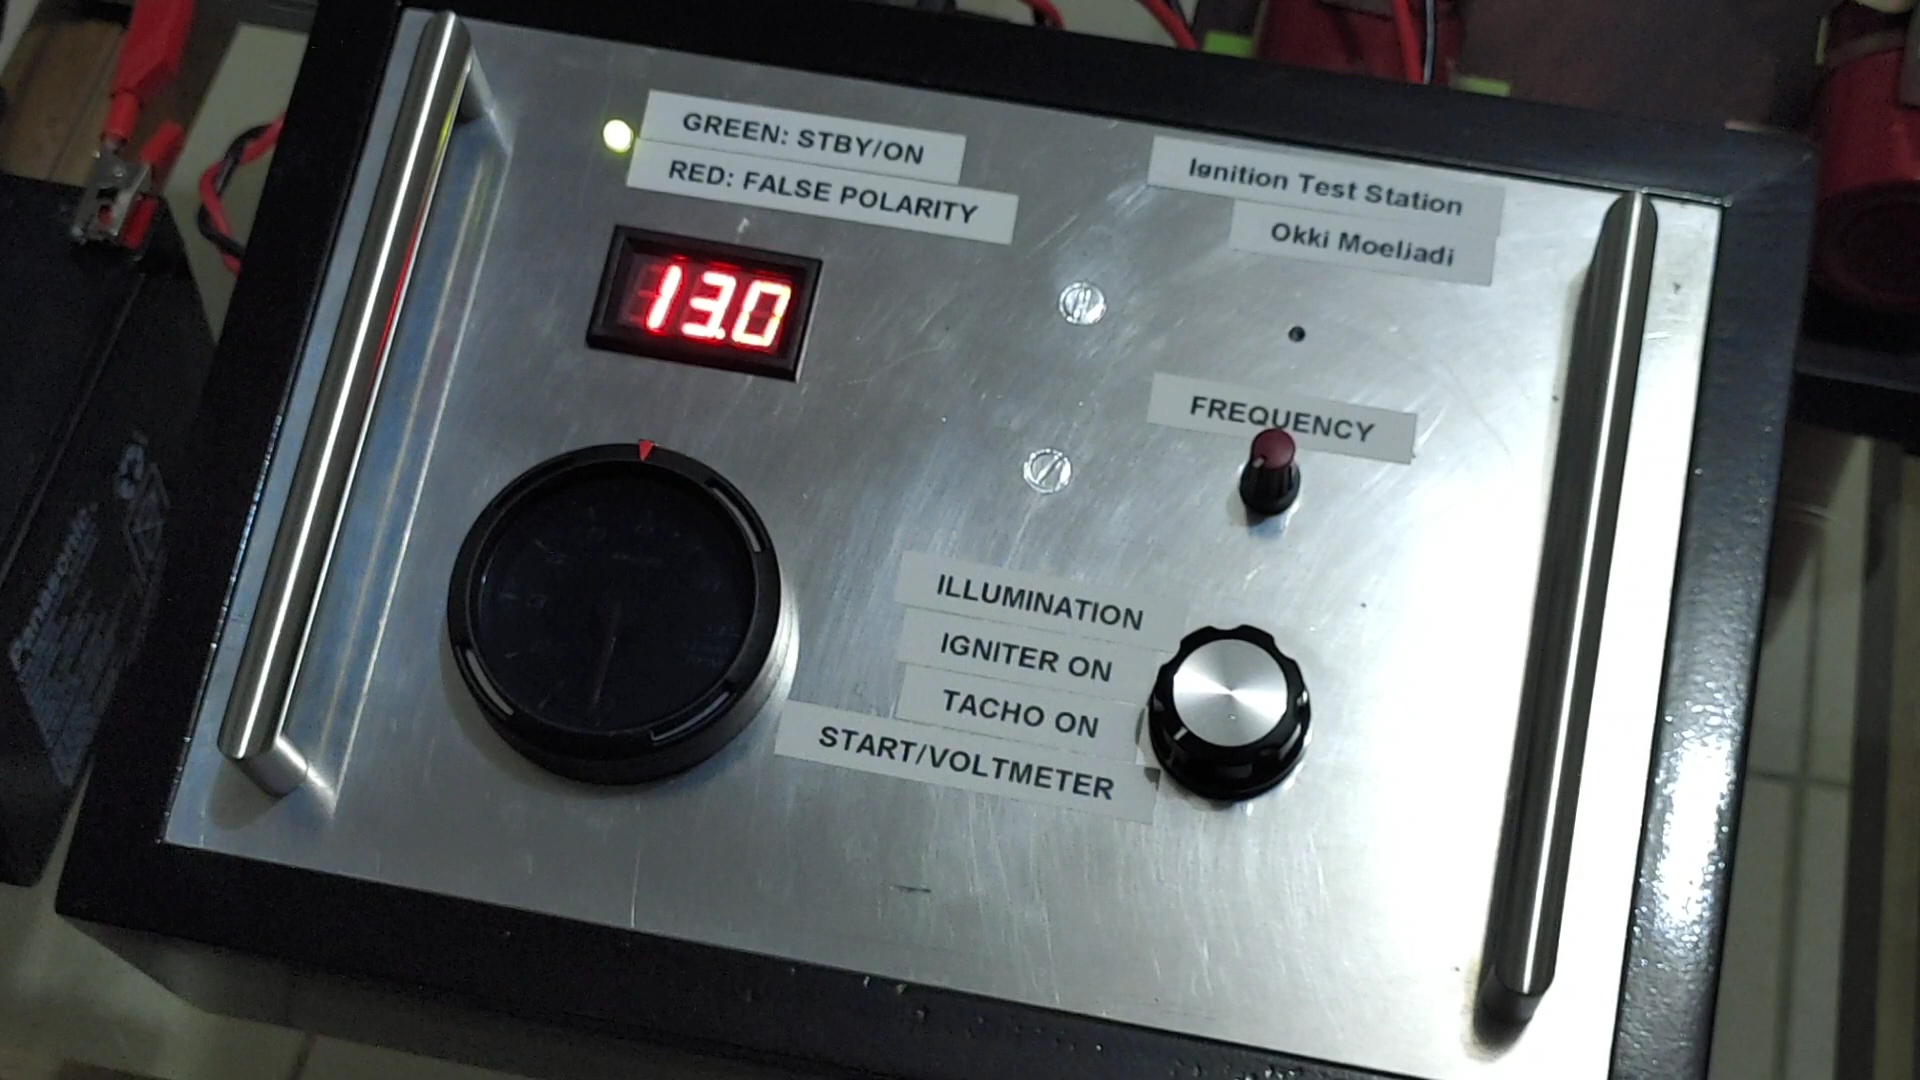 GREEN: STBY/ON
RED: FALSE POLARITY
13.0
Ignition Test Station
Okki Moeljadi
FREQUENCY
ILLUMINATION
IGNITER ON
TACHO ON
START/VOLTMETER
Panasonic